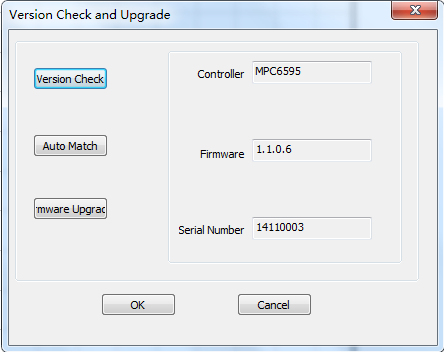 Version Check and Upgrade
Version Check
Controller
MPC6595
Auto Match
Firmware
1.1.0.6
rmware Upgrad
Serial Number
14110003
OK
Cancel